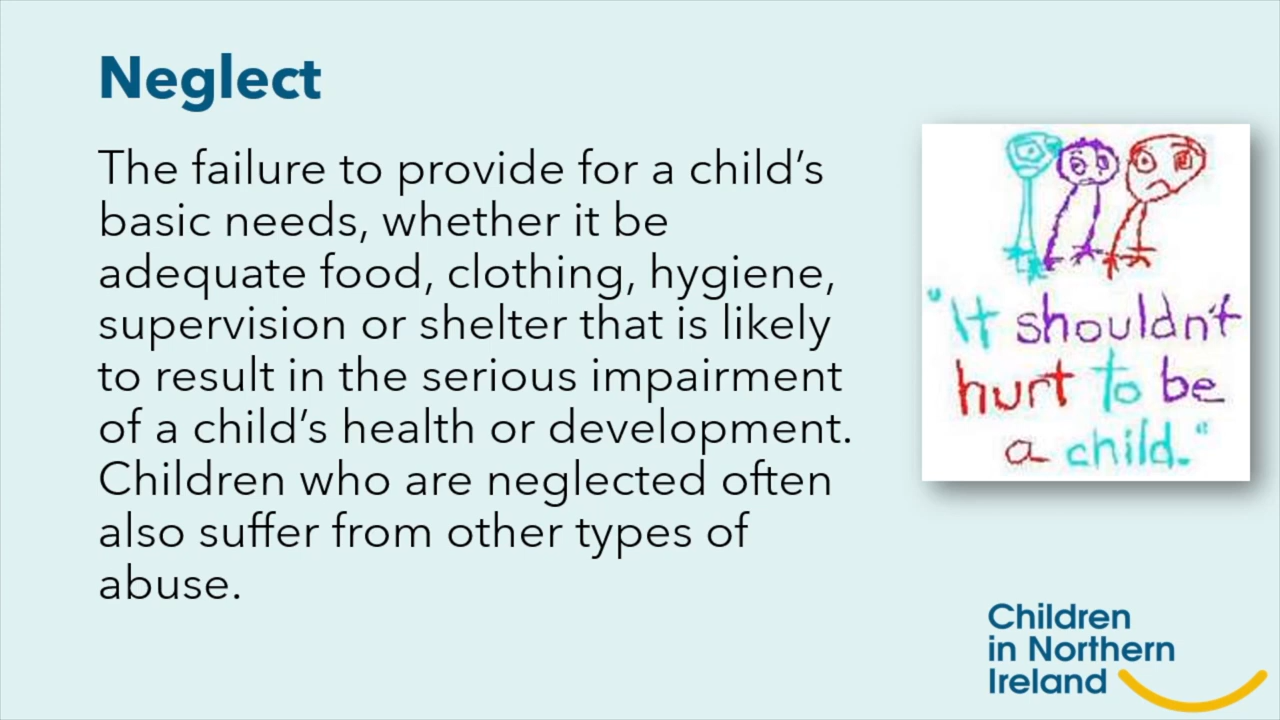 Neglect
The failure to provide for a child’s
basic needs, whether it be
adequate food, clothing, hygiene,
supervision or shelter that is likely
to result in the serious impairment
of a child’s health or development.
Children who are neglected often
also suffer from other types of
abuse.
"It shouldn't
hurt to be
a child."
Children
in Northern
Ireland